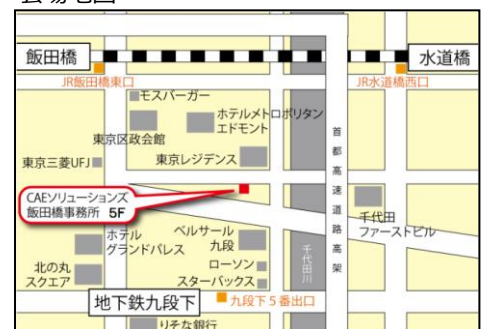 飯田橋
水道橋
JR飯田橋東口
JR水道橋西口
モスバーガー
ホテルメトロポリタン
エドモント
東京区政会館
東京三菱UFJ
東京レジデンス
首都高速道路高架
CAEソリューションズ
飯田橋事務所 5F
千代田
ファーストビル
ホテル
グランドパレス
ベルサール
九段
千代田川
北の丸
スクエア
ローソン
スターバックス
地下鉄九段下
九段下5番出口
りそな銀行